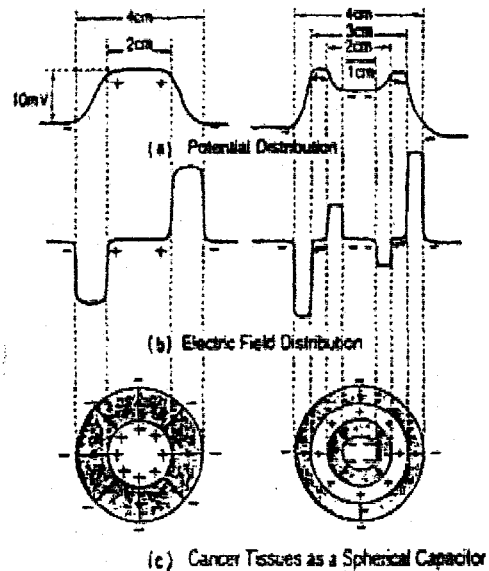 4cm 4cm
3cm
2cm 2cm
1cm
10mV
(a) Potential Distribution
(b) Electric Field Distribution
(c) Cancer Tissues as a Spherical Capacitor